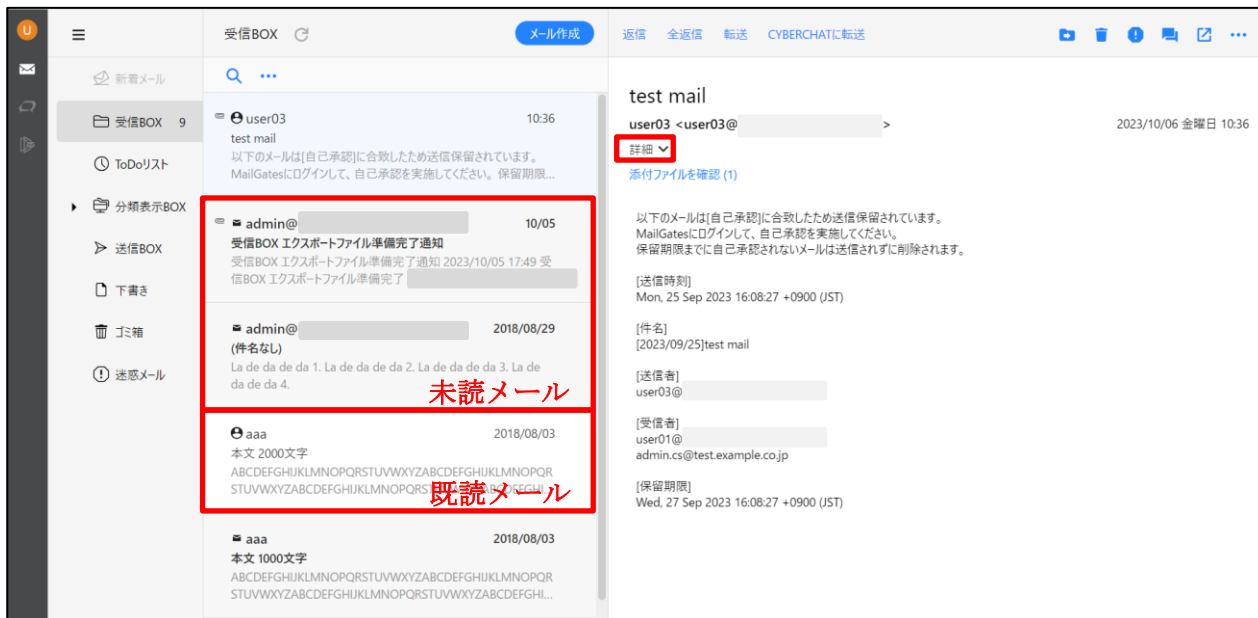 U
受信BOX
メール作成
返信 全返信 転送 CYBERCHATに転送
新着メール
受信BOX 9
ToDoリスト
分類表示BOX
送信BOX
下書き
ゴミ箱
迷惑メール
user03 10:36
test mail
以下のメールは[自己承認]に合致したため送信保留されています。
MailGatesにログインして、自己承認を実施してください。保留期限...
admin@ 10/05
受信BOX エクスポートファイル準備完了通知
受信BOX エクスポートファイル準備完了通知 2023/10/05 17:49 受
信BOX エクスポートファイル準備完了
admin@ 2018/08/29
(件名なし)
La de da de da 1. La de da de da 2. La de da de da 3. La de
da de da 4.
未読メール
aaa 2018/08/03
本文 2000文字
ABCDEFGHIJKLMNOPQRSTUVWXYZABCDEFGHIJKLMNOPQR
STUVWXYZABCDEFGHIJKLMNOPQRS
既読メール
aaa 2018/08/03
本文 1000文字
ABCDEFGHIJKLMNOPQRSTUVWXYZABCDEFGHIJKLMNOPQR
STUVWXYZABCDEFGHIJKLMNOPQRSTUVWXYZABCDEFGHI...
test mail
user03 <user03@ > 2023/10/06 金曜日 10:36
詳細
添付ファイルを確認 (1)
以下のメールは[自己承認]に合致したため送信保留されています。
MailGatesにログインして、自己承認を実施してください。
保留期限までに自己承認されないメールは送信されずに削除されます。
[送信時刻]
Mon, 25 Sep 2023 16:08:27 +0900 (JST)
[件名]
[2023/09/25]test mail
[送信者]
user03@
[受信者]
user01@
admin.cs@test.example.co.jp
[保留期限]
Wed, 27 Sep 2023 16:08:27 +0900 (JST)